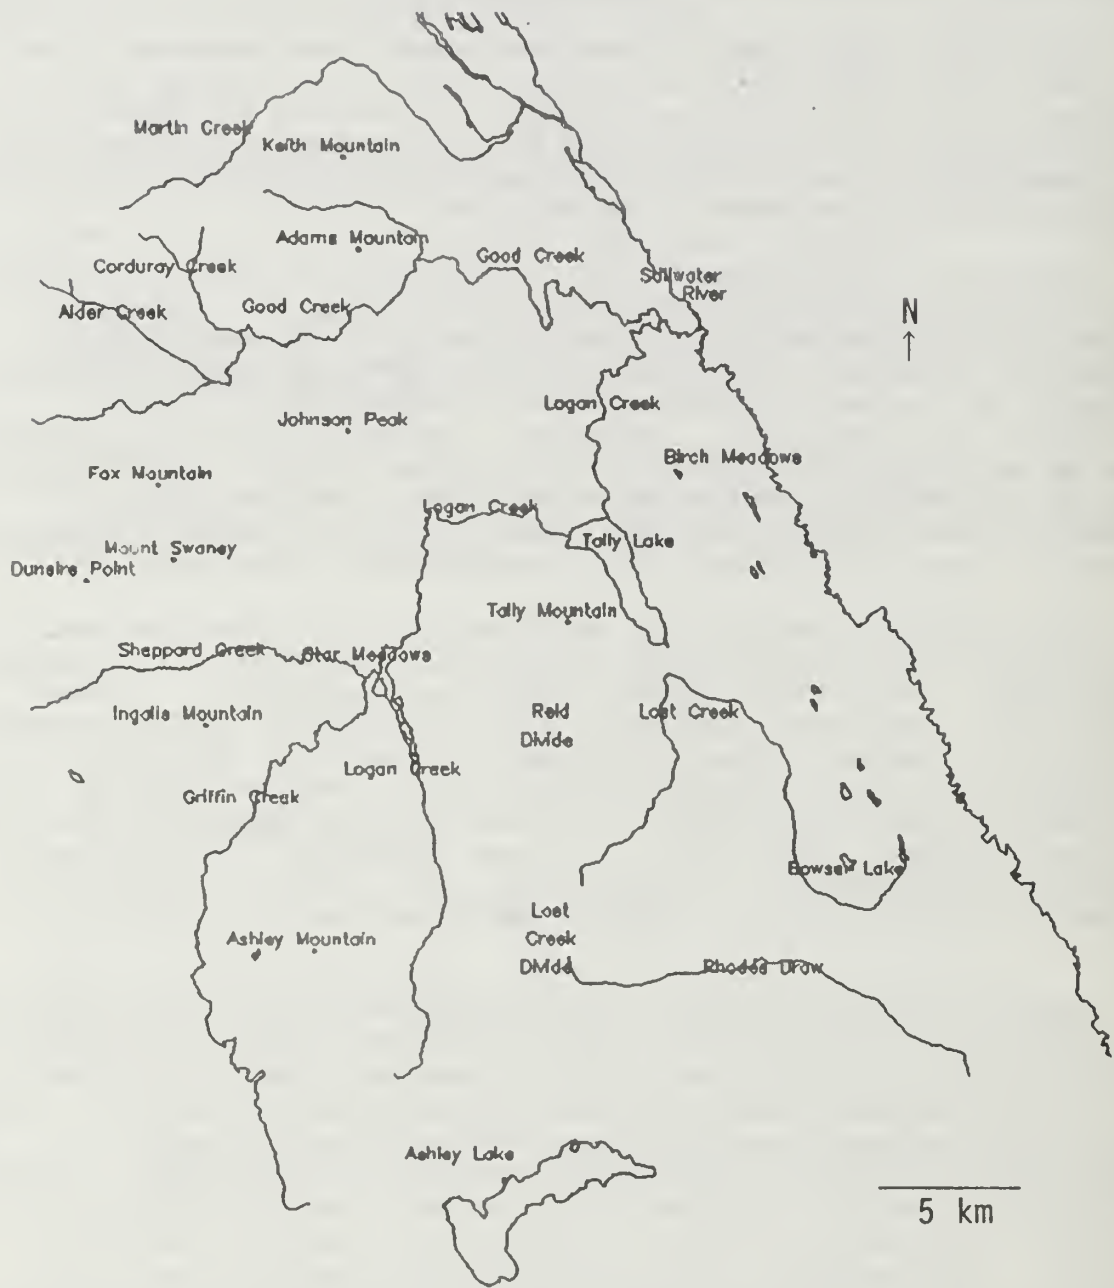 Martin Creek
Keith Mountain
Adams Mountain
Good Creek
Corduray Creek
Stillwater
River
Alder Creek
Good Creek
N
Logan Creek
Johnson Peak
Birch Meadows
Fox Mountain
Logan Creek
Tally Lake
Mount Swaney
Dunsire Point
Tally Mountain
Sheppard Creek
Star Meadows
Ingalls Mountain
Reid
Divide
Lost Creek
Logan Creek
Griffin Creek
Bowser Lake
Lost
Creek
Divide
Ashley Mountain
Rhodes Draw
Ashley Lake
5 km